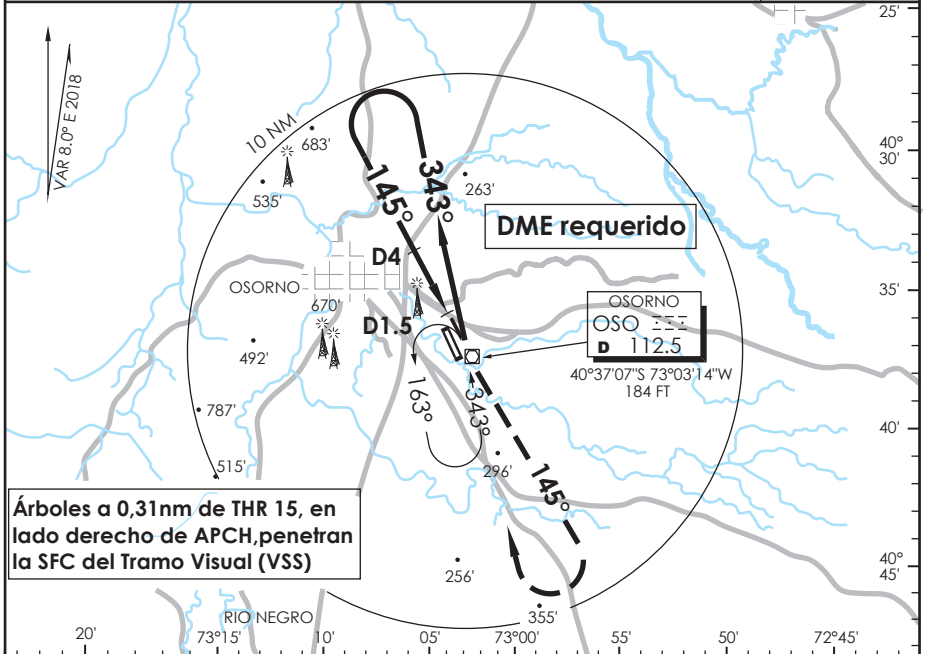 25'
VAR 8.0° E 2018
10 NM
683'
40°
30'
535'
145°
343°
263'
DME requerido
D4
OSORNO
670'
35'
D1.5
OSORNO
OSO
D 112.5
40°37'07"S 73°03'14"W
184 FT
492'
163°
343°
787'
40'
296'
515'
145°
Árboles a 0,31nm de THR 15, en
lado derecho de APCH,penetran
la SFC del Tramo Visual (VSS)
256'
40°
45'
355'
RIO NEGRO
20'
73°15'
10'
05'
73°00'
55'
50'
72°45'